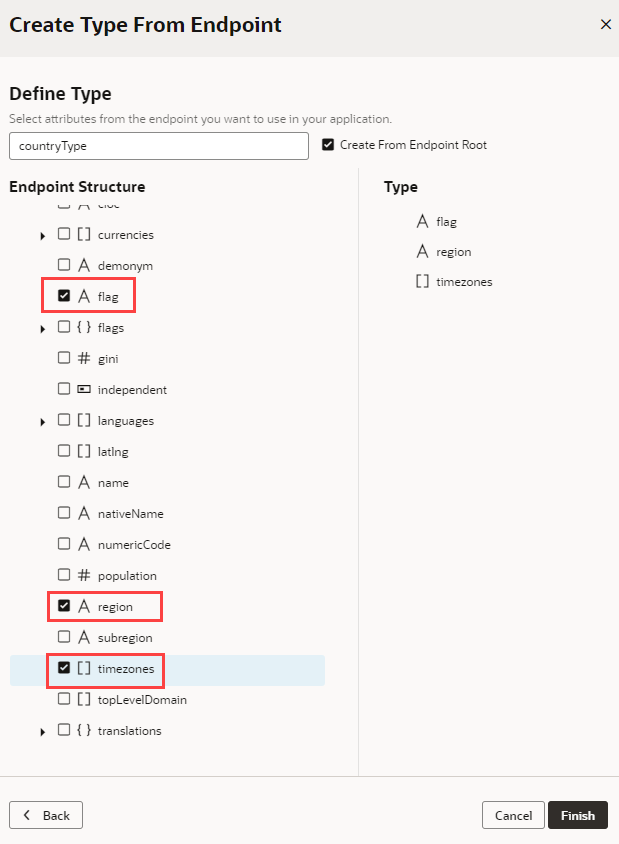 Create Type From Endpoint
Define Type
Select attributes from the endpoint you want to use in your application.
countryType
Create From Endpoint Root
Endpoint Structure
currencies
demonym
flag
flags
gini
independent
languages
latlng
name
nativeName
numericCode
population
region
subregion
timezones
topLevelDomain
translations
Type
flag
region
timezones
Back
Cancel
Finish